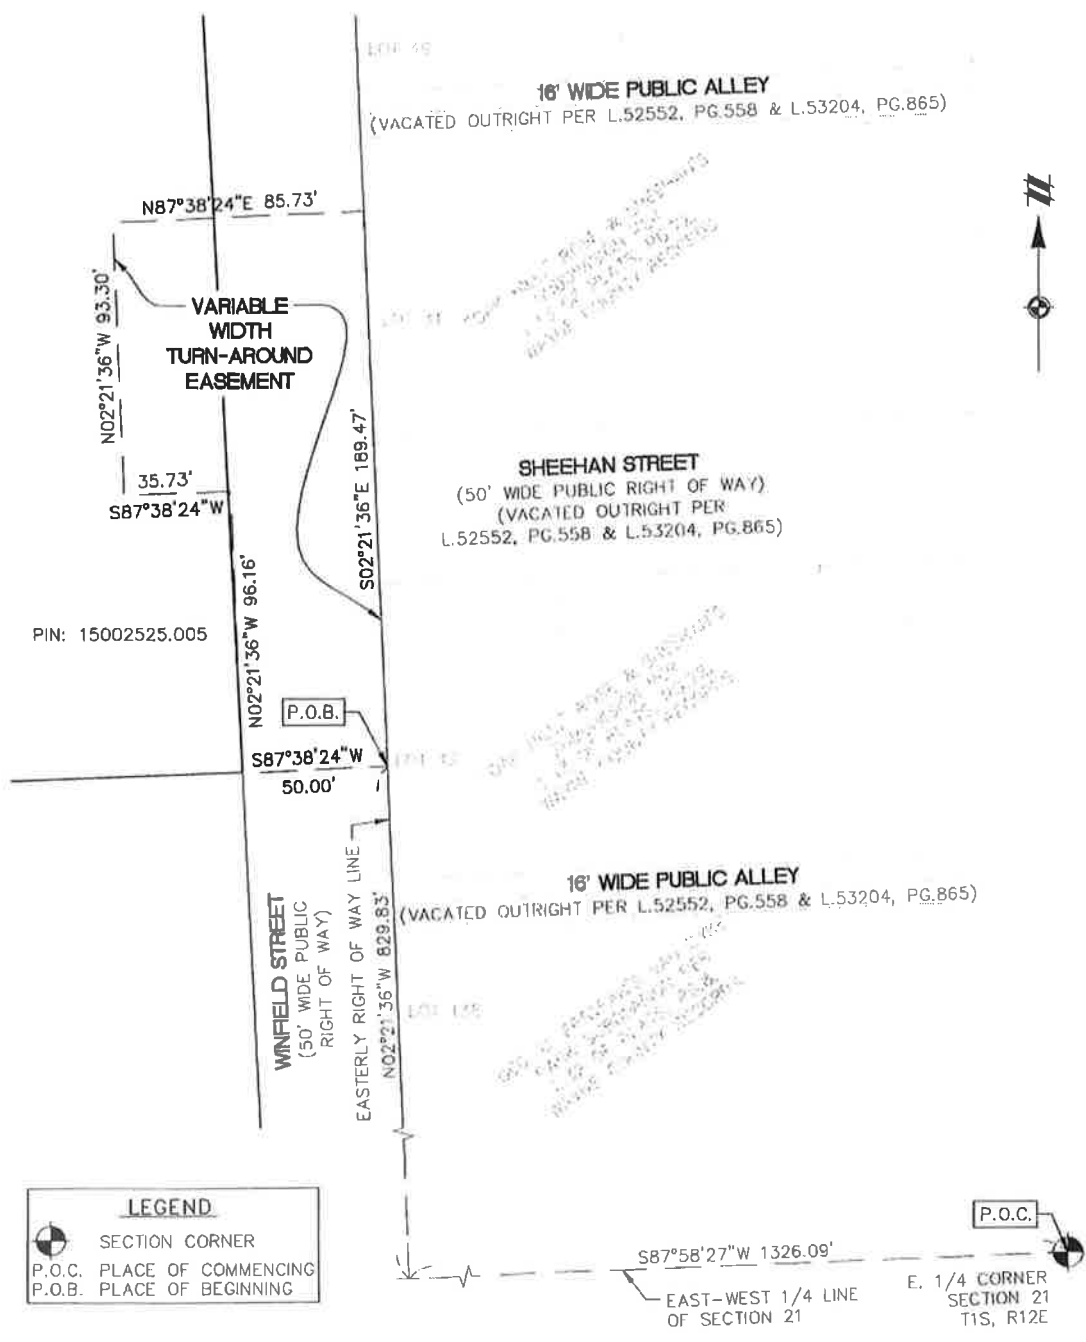 16' WIDE PUBLIC ALLEY
(VACATED OUTRIGHT PER L.52552, PG.558 & L.53204, PG.865)
N87°38'24"E 85.73'
N02°21'36"W 93.30'
VARIABLE
WIDTH
TURN-AROUND
EASEMENT
S02°21'36"E 189.47'
35.73'
S87°38'24"W
SHEEHAN STREET
(50' WIDE PUBLIC RIGHT OF WAY)
(VACATED OUTRIGHT PER
L.52552, PG.558 & L.53204, PG.865)
PIN: 15002525.005
N02°21'36"W 96.16'
P.O.B.
S87°38'24"W
50.00'
16' WIDE PUBLIC ALLEY
(VACATED OUTRIGHT PER L.52552, PG.558 & L.53204, PG.865)
WINFIELD STREET
(50' WIDE PUBLIC
RIGHT OF WAY)
EASTERLY RIGHT OF WAY LINE
N02°21'36"W 829.83'
LEGEND
SECTION CORNER
P.O.C. PLACE OF COMMENCING
P.O.B. PLACE OF BEGINNING
P.O.C.
S87°58'27"W 1326.09'
EAST-WEST 1/4 LINE
OF SECTION 21
E. 1/4 CORNER
SECTION 21
T1S, R12E